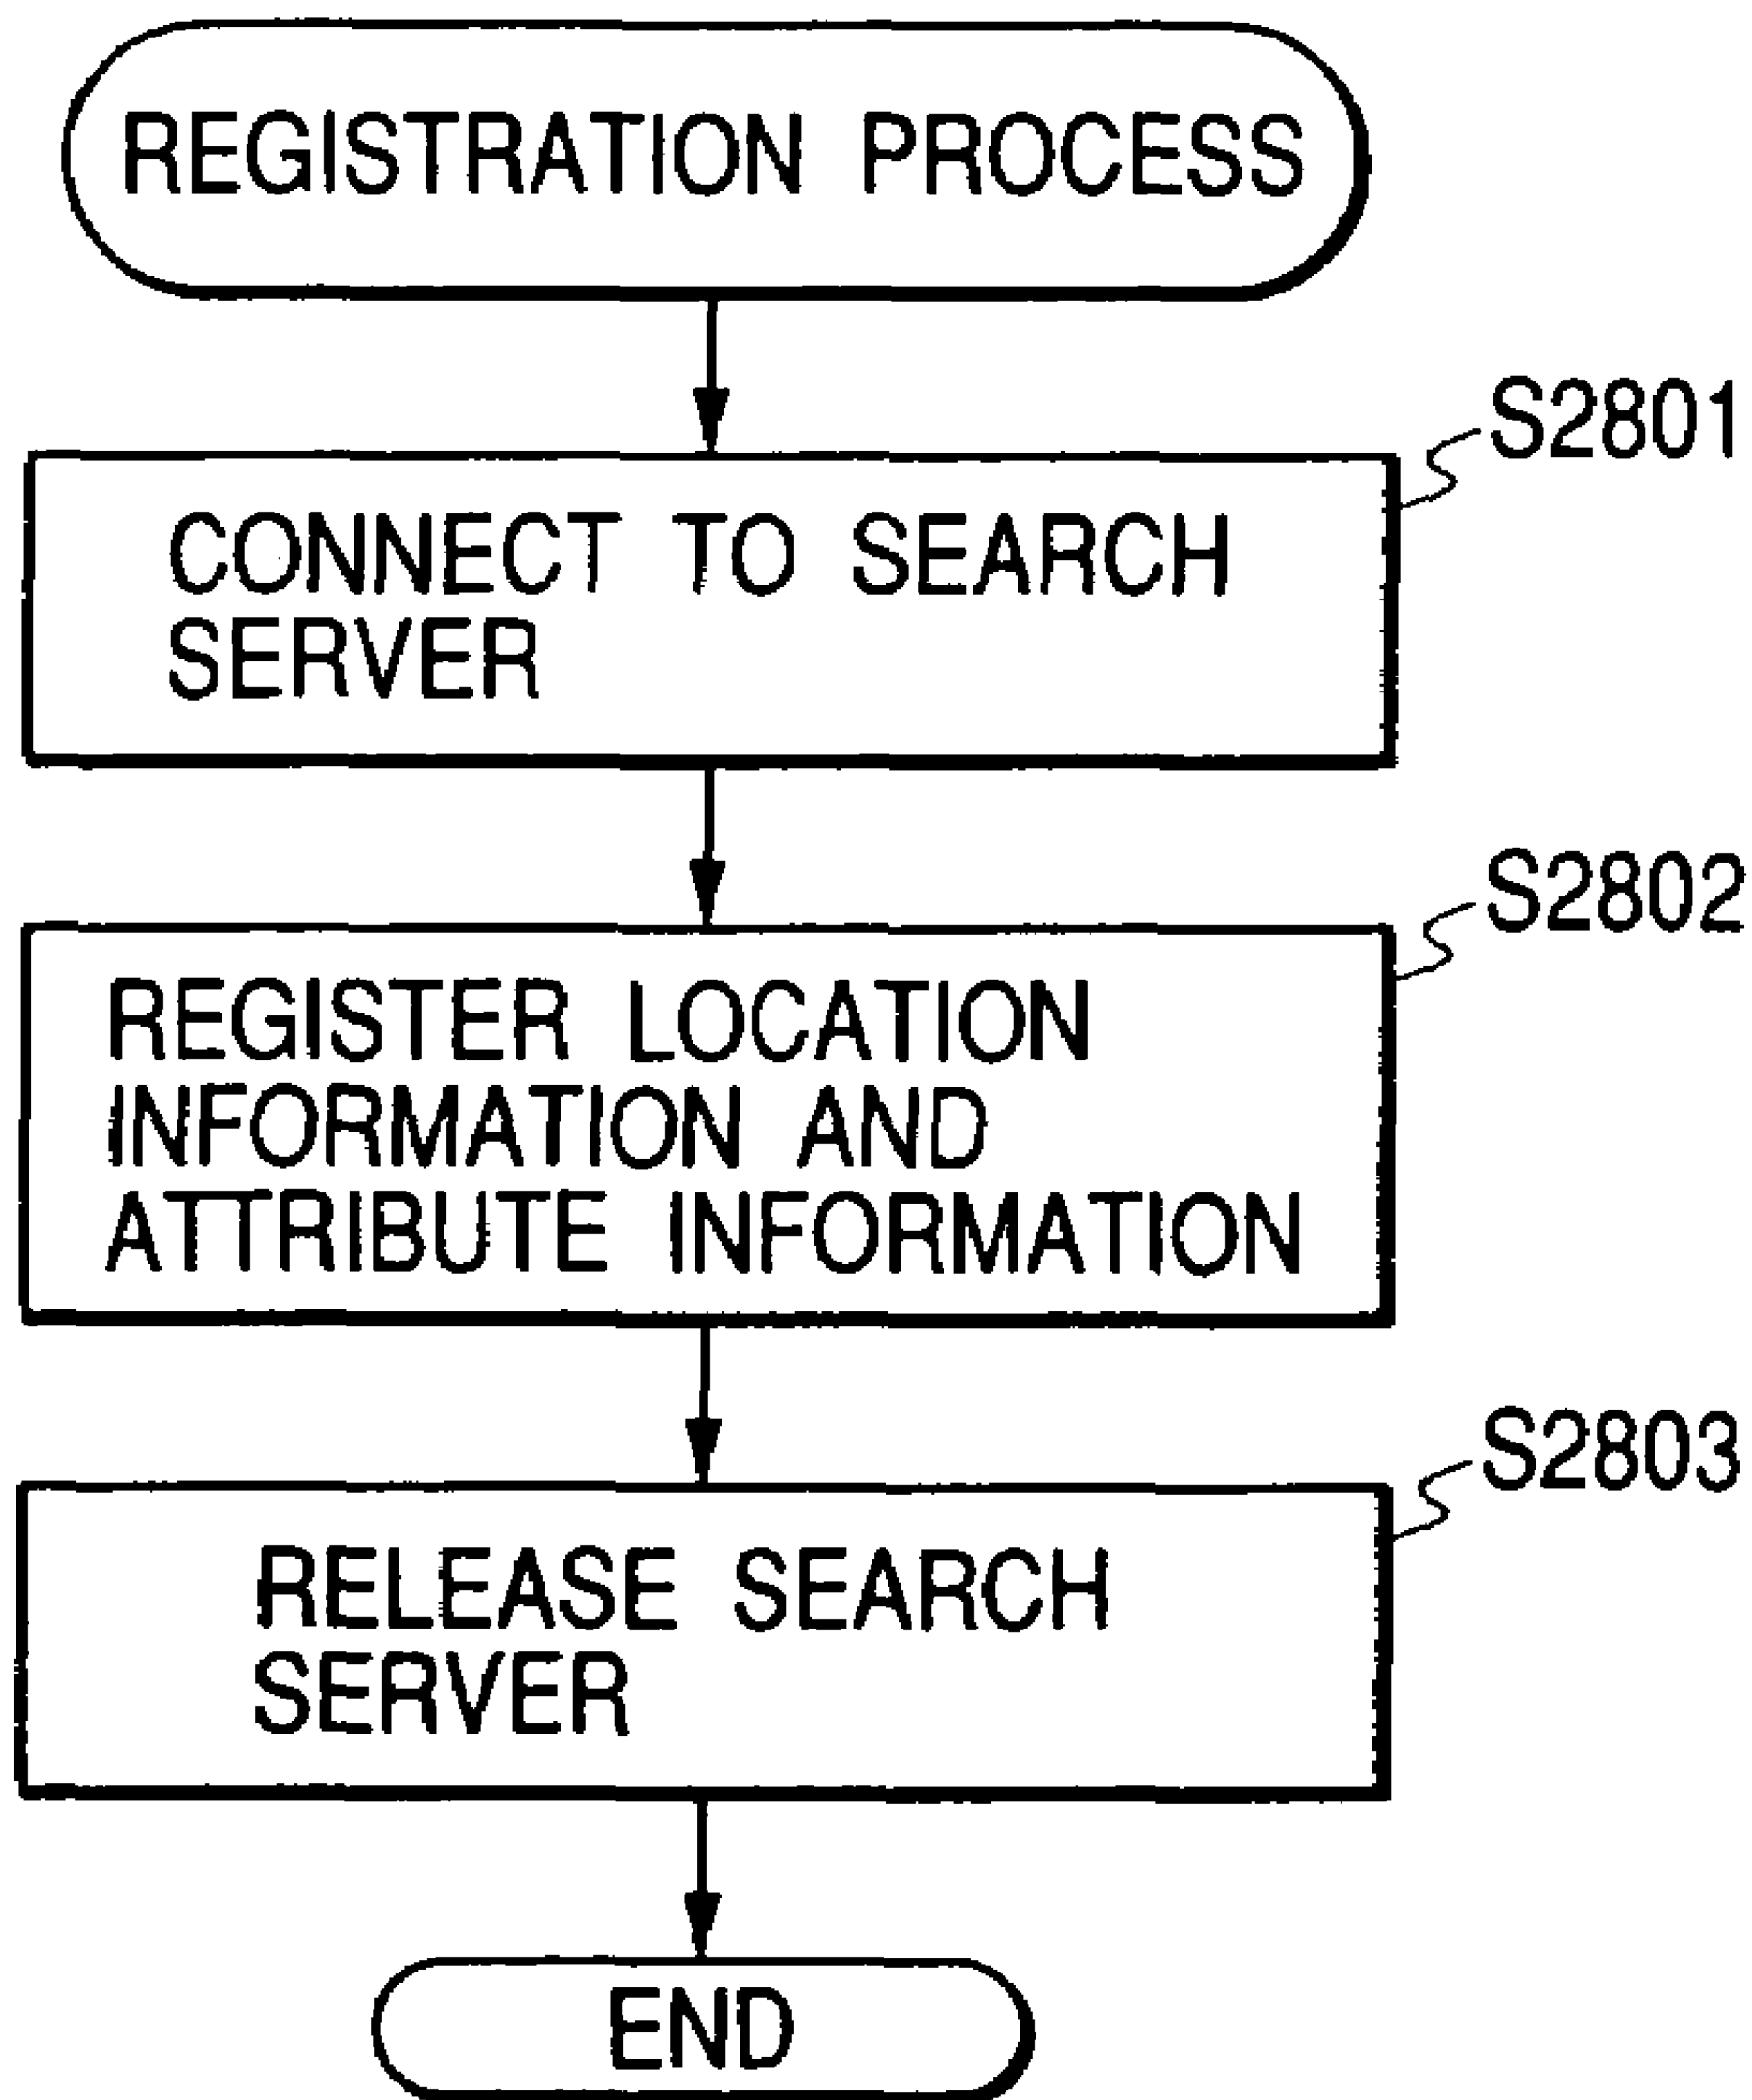 REGISTRATION PROCESS
S2801
CONNECT TO SEARCH
SERVER
S2802
REGISTER LOCATION
INFORMATION AND
ATTRIBUTE INFORMATION
S2803
RELEASE SEARCH
SERVER
END